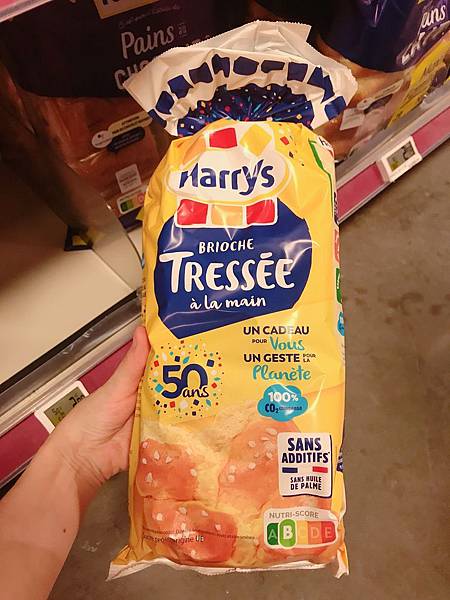 Pains
Harrys
BRIOCHE
TRESSÉE
à la main
UN CADEAU
POUR Vous
UN GESTE POUR LA
Planète
50
ans
100%
CO2
SANS
ADDITIFS*
SANS HUILE
DE PALME
NUTRI-SCORE
A B C D E